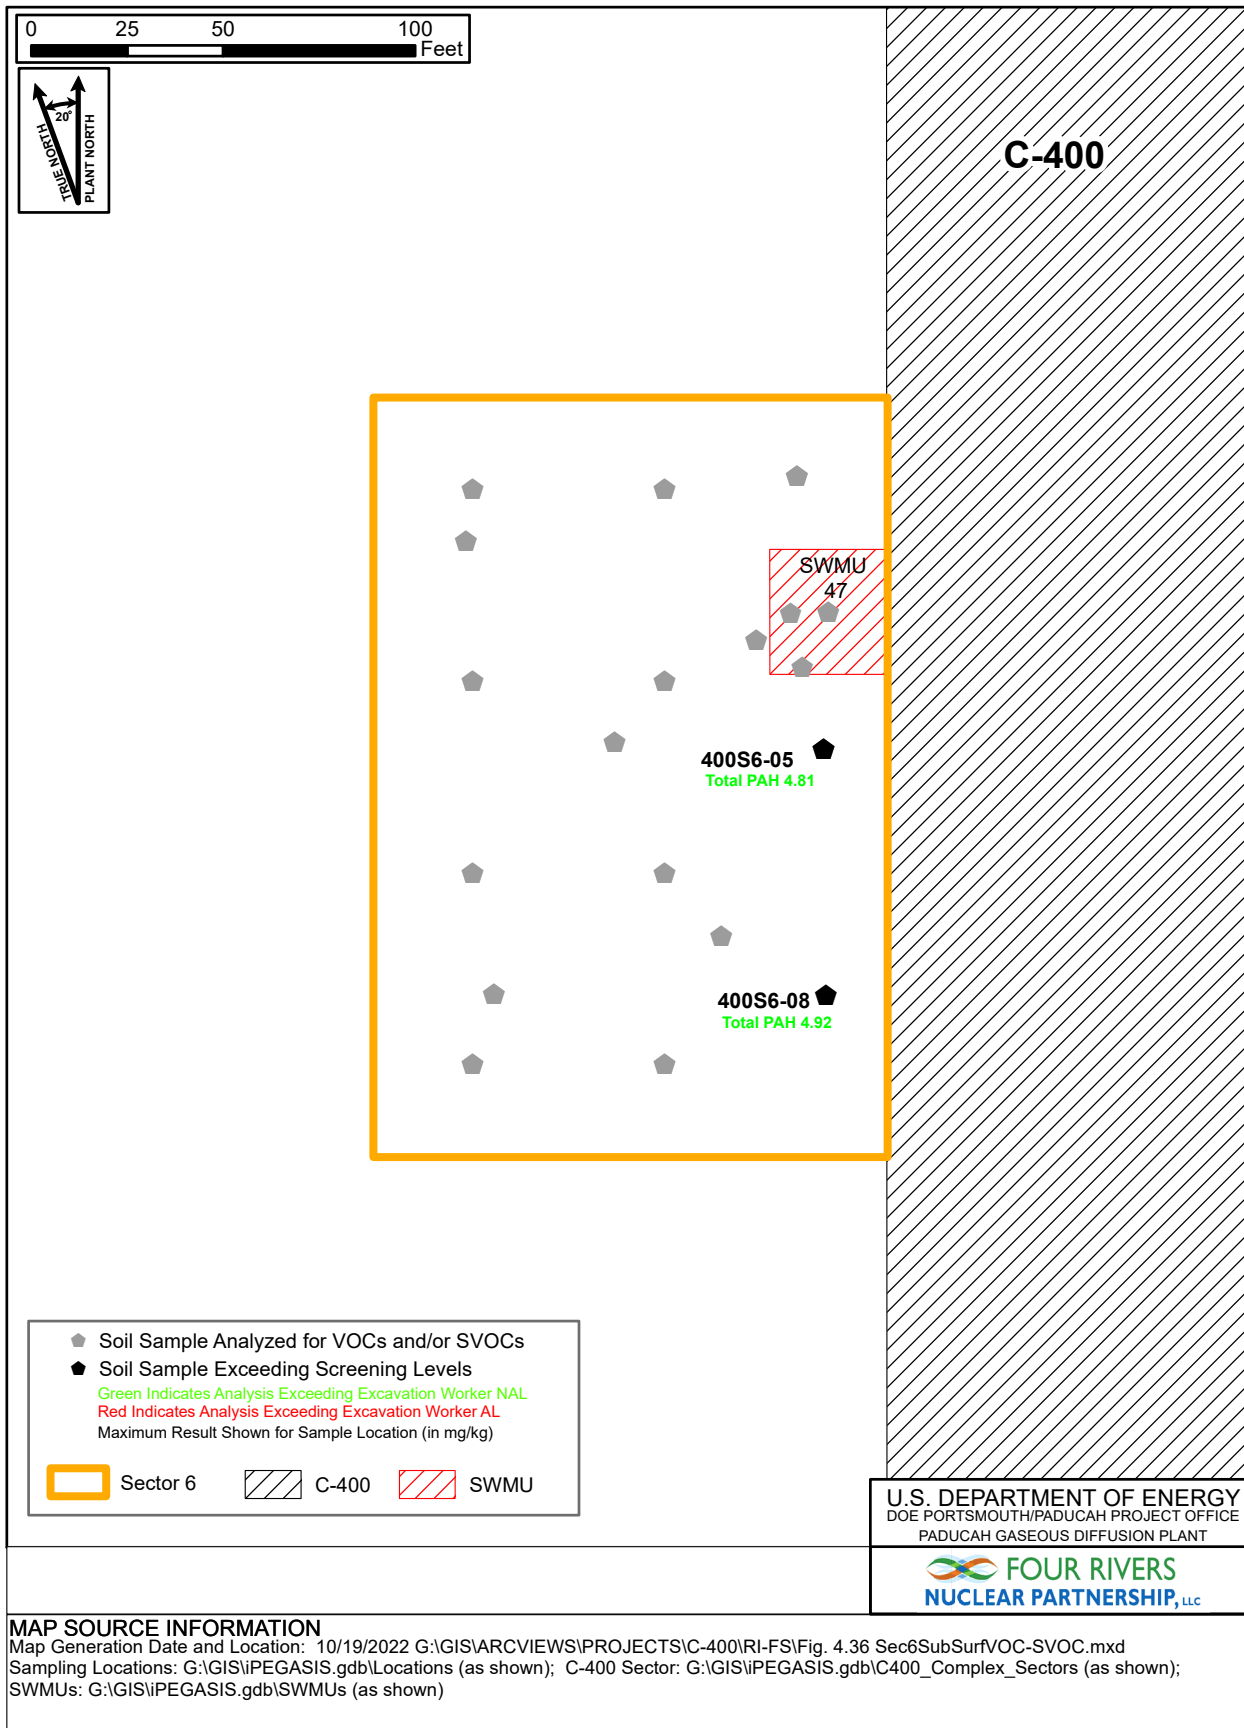 0 25 50 100
Feet
20°
TRUE NORTH
PLANT NORTH
C-400
SWMU
47
400S6-05
Total PAH 4.81
400S6-08
Total PAH 4.92
Soil Sample Analyzed for VOCs and/or SVOCs
Soil Sample Exceeding Screening Levels
Green Indicates Analysis Exceeding Excavation Worker NAL
Red Indicates Analysis Exceeding Excavation Worker AL
Maximum Result Shown for Sample Location (in mg/kg)
Sector 6 C-400 SWMU
U.S. DEPARTMENT OF ENERGY
DOE PORTSMOUTH/PADUCAH PROJECT OFFICE
PADUCAH GASEOUS DIFFUSION PLANT
FOUR RIVERS
NUCLEAR PARTNERSHIP, LLC
MAP SOURCE INFORMATION
Map Generation Date and Location: 10/19/2022 G:\GIS\ARCVIEWS\PROJECTS\C-400\RI-FS\Fig. 4.36 Sec6SubSurfVOC-SVOC.mxd
Sampling Locations: G:\GIS\iPEGASIS.gdb\Locations (as shown); C-400 Sector: G:\GIS\iPEGASIS.gdb\C400_Complex_Sectors (as shown);
SWMUs: G:\GIS\iPEGASIS.gdb\SWMUs (as shown)